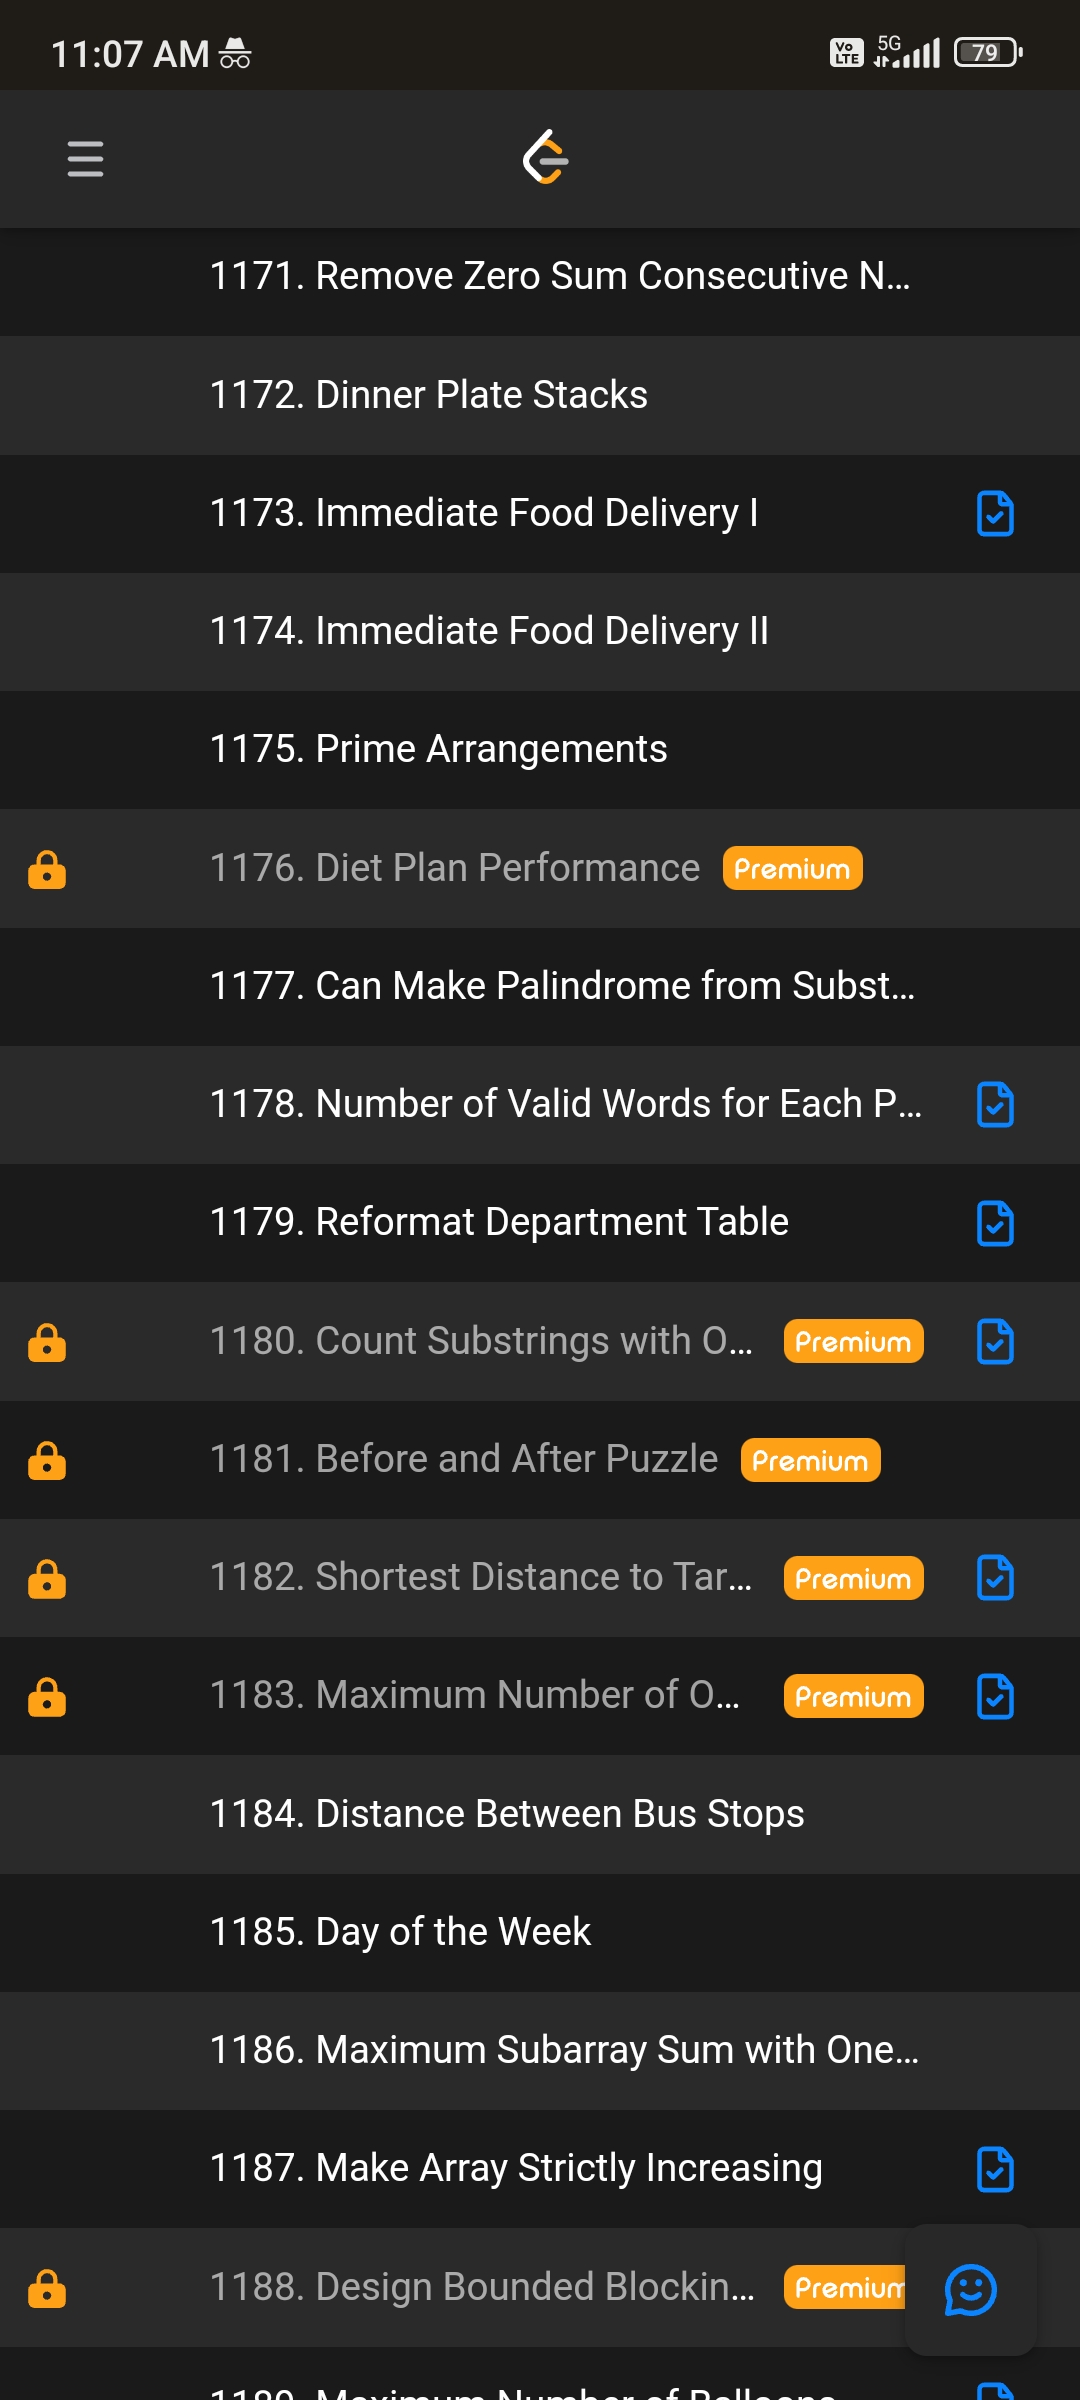 11:07 AM
Vo LTE
5G
79
1171. Remove Zero Sum Consecutive N...
1172. Dinner Plate Stacks
1173. Immediate Food Delivery I
1174. Immediate Food Delivery II
1175. Prime Arrangements
1176. Diet Plan Performance Premium
1177. Can Make Palindrome from Subst...
1178. Number of Valid Words for Each P...
1179. Reformat Department Table
1180. Count Substrings with O... Premium
1181. Before and After Puzzle Premium
1182. Shortest Distance to Tar... Premium
1183. Maximum Number of O... Premium
1184. Distance Between Bus Stops
1185. Day of the Week
1186. Maximum Subarray Sum with One...
1187. Make Array Strictly Increasing
1188. Design Bounded Blockin... Premium
1189. Maximum Number of Balloons